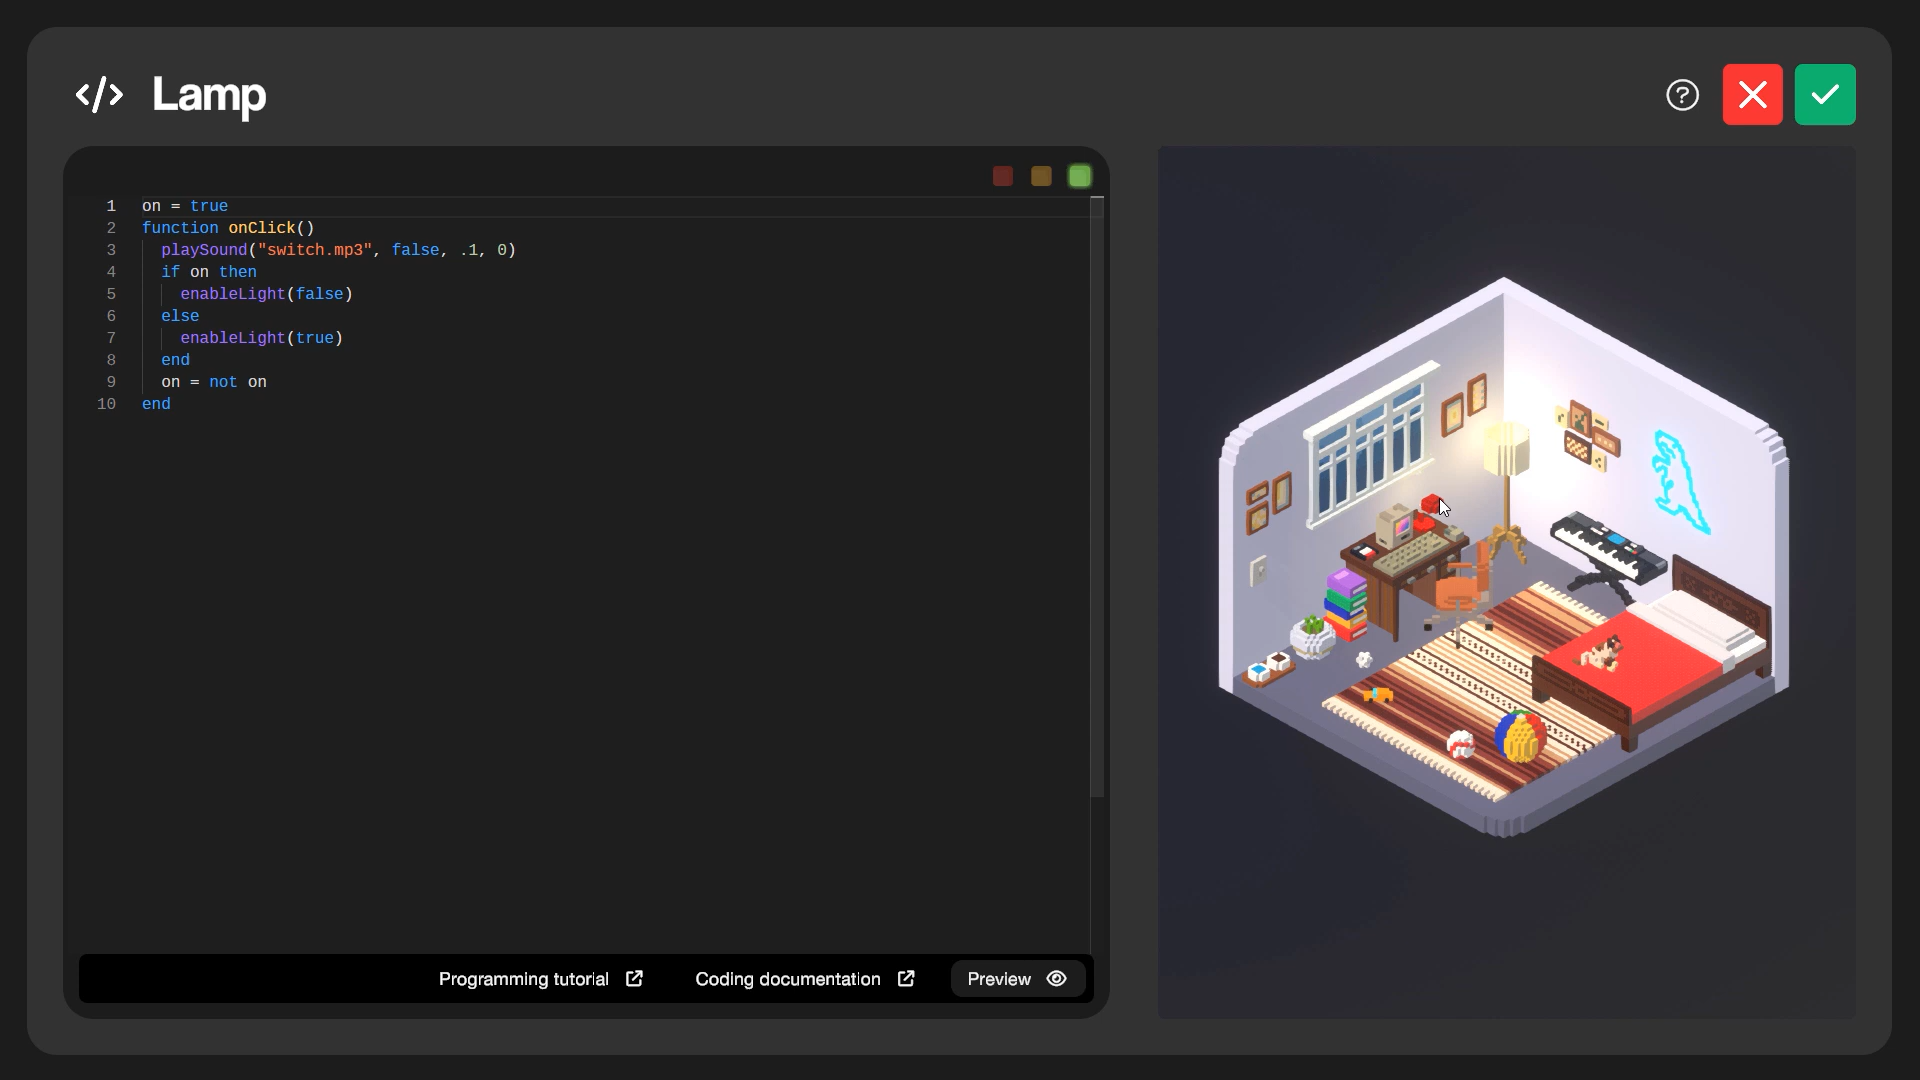 </> Lamp
1 on = true
2 function onClick()
3 playSound("switch.mp3", false, .1, 0)
4 if on then
5 enableLight(false)
6 else
7 enableLight(true)
8 end
9 on = not on
10 end
Programming tutorial Coding documentation Preview